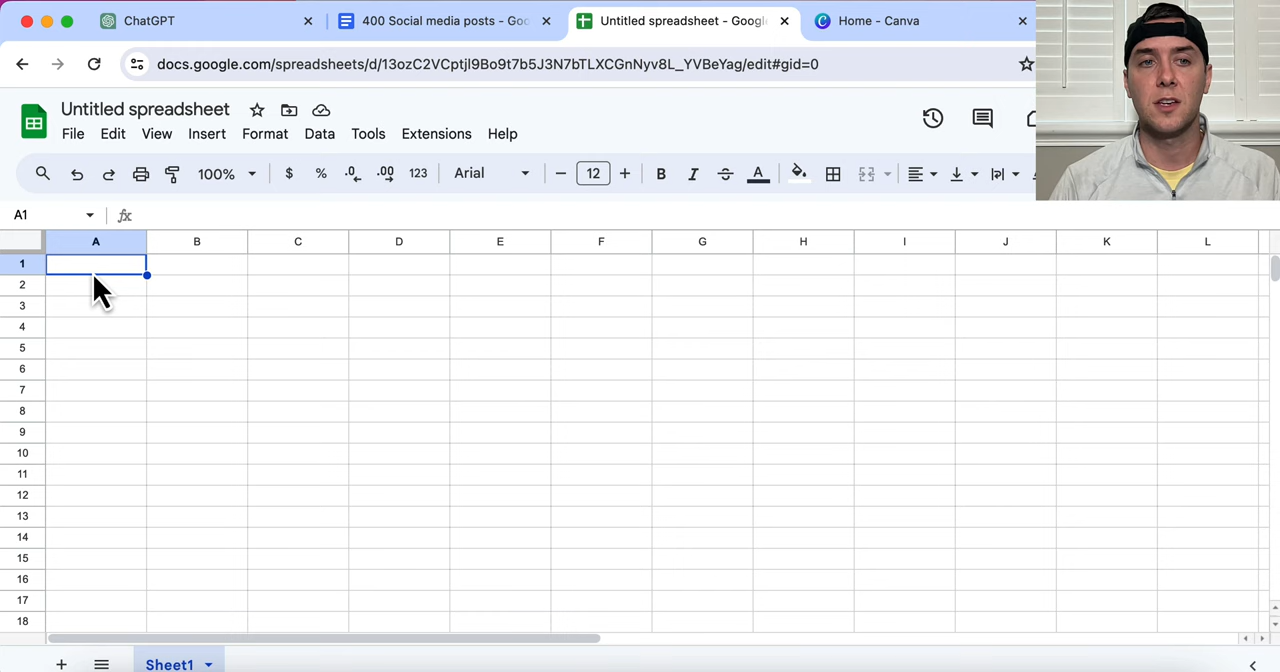 ChatGPT
400 Social media posts - Goo
Untitled spreadsheet - Google
Home - Canva
docs.google.com/spreadsheets/d/13ozC2VCptjl9Bo9t7b5J3N7bTLXCGnNyv8L_YVBeYag/edit#gid=0
Untitled spreadsheet
File Edit View Insert Format Data Tools Extensions Help
100% $ % .0 .00 123 Arial 12 B I S A
A1 fx
A B C D E F G H I J K L
1
2
3
4
5
6
7
8
9
10
11
12
13
14
15
16
17
18
Sheet1